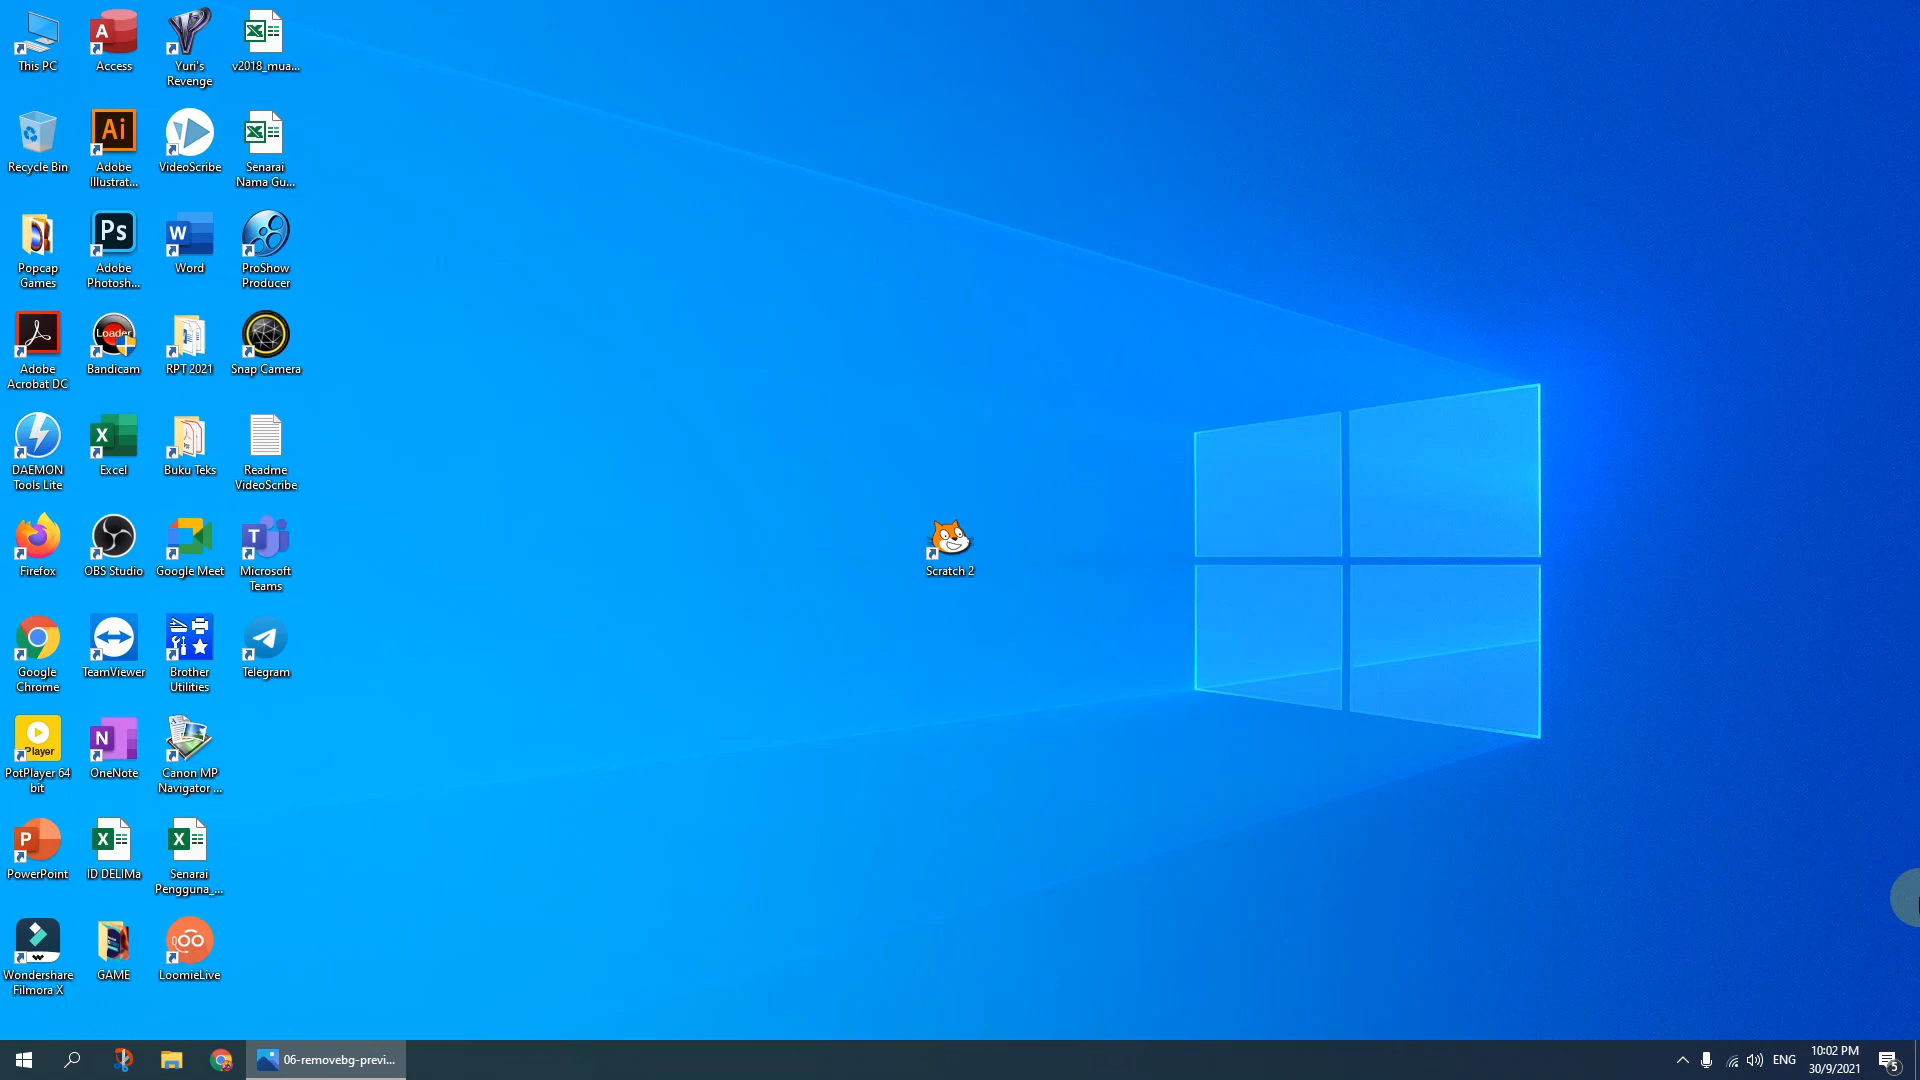 This PC
Access
Yuri's
Revenge
v2018_mua...
Recycle Bin
Adobe
Illustrat...
VideoScribe
Senarai
Nama Gu...
Popcap
Games
Adobe
Photosh...
Word
ProShow
Producer
Adobe
Acrobat DC
Loader
Bandicam
RPT 2021
Snap Camera
DAEMON
Tools Lite
Excel
Buku Teks
Readme
VideoScribe
Firefox
OBS Studio
Google Meet
Microsoft
Teams
Scratch 2
Google
Chrome
TeamViewer
Brother
Utilities
Telegram
Player
PotPlayer 64
bit
OneNote
Canon MP
Navigator ...
PowerPoint
ID DELIMa
Senarai
Pengguna_...
Wondershare
Filmora X
GAME
LoomieLive
06-removebg-previ...
ENG
10:02 PM
30/9/2021
5